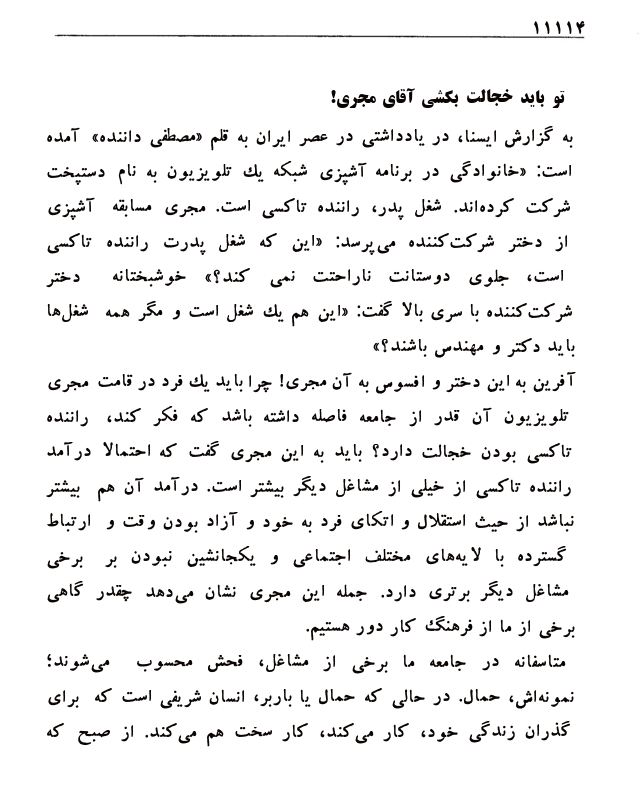 ۱۱۱۱۴
تو باید خجالت بکشی آقای مجری!
به گزارش ایسنا، در یادداشتی در عصر ایران به قلم «مصطفی داننده» آمده
است: «خانوادگی در برنامه آشپزی شبکه یك تلویزیون به نام دستپخت
شرکت کرده‌اند. شغل پدر، راننده تاکسی است. مجری مسابقه آشپزی
از دختر شرکت‌کننده می‌پرسد: «این که شغل پدرت راننده تاکسی
است، جلوی دوستانت ناراحتت نمی کند؟» خوشبختانه دختر
شرکت‌کننده با سری بالا گفت: «این هم یك شغل است و مگر همه شغل‌ها
باید دکتر و مهندس باشند؟»
آفرین به این دختر و افسوس به آن مجری! چرا باید یك فرد در قامت مجری
تلویزیون آن قدر از جامعه فاصله داشته باشد که فکر کند، راننده
تاکسی بودن خجالت دارد؟ باید به این مجری گفت که احتمالا درآمد
راننده تاکسی از خیلی از مشاغل دیگر بیشتر است. درآمد آن هم بیشتر
نباشد از حیث استقلال و اتکای فرد به خود و آزاد بودن وقت و ارتباط
گسترده با لایه‌های مختلف اجتماعی و یکجانشین نبودن بر برخی
مشاغل دیگر برتری دارد. جمله این مجری نشان می‌دهد چقدر گاهی
برخی از ما از فرهنگ کار دور هستیم.
متاسفانه در جامعه ما برخی از مشاغل، فحش محسوب می‌شوند؛
نمونه‌اش، حمال. در حالی که حمال یا باربر، انسان شریفی است که برای
گذران زندگی خود، کار می‌کند، کار سخت هم می‌کند. از صبح که